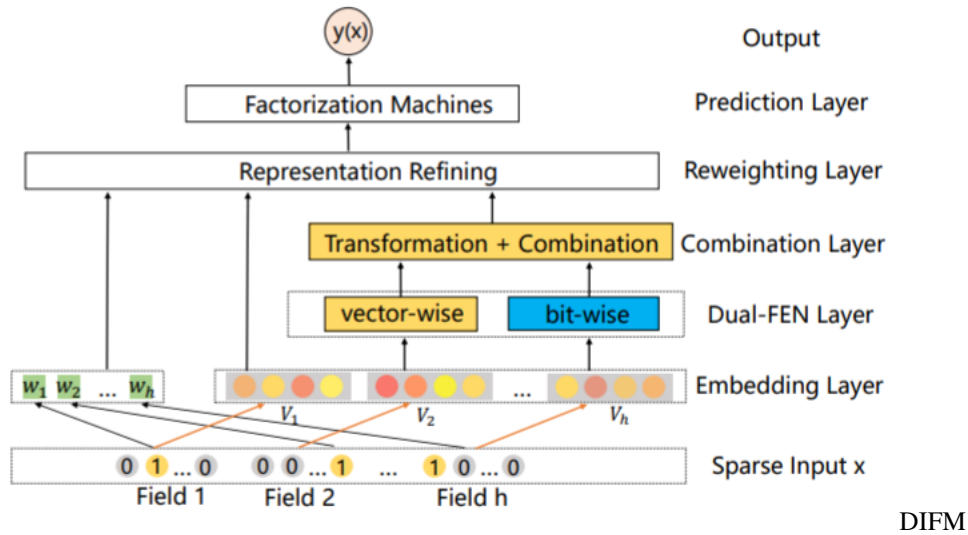 y(x)
Output
Factorization Machines
Prediction Layer
Representation Refining
Reweighting Layer
Transformation + Combination
Combination Layer
vector-wise
bit-wise
Dual-FEN Layer
w₁ w₂ ... wₕ
...
Embedding Layer
V₁ V₂ Vₕ
0 1 ... 0 0 0 ... 1 ... 1 0 ... 0
Sparse Input x
Field 1 Field 2 Field h
DIFM